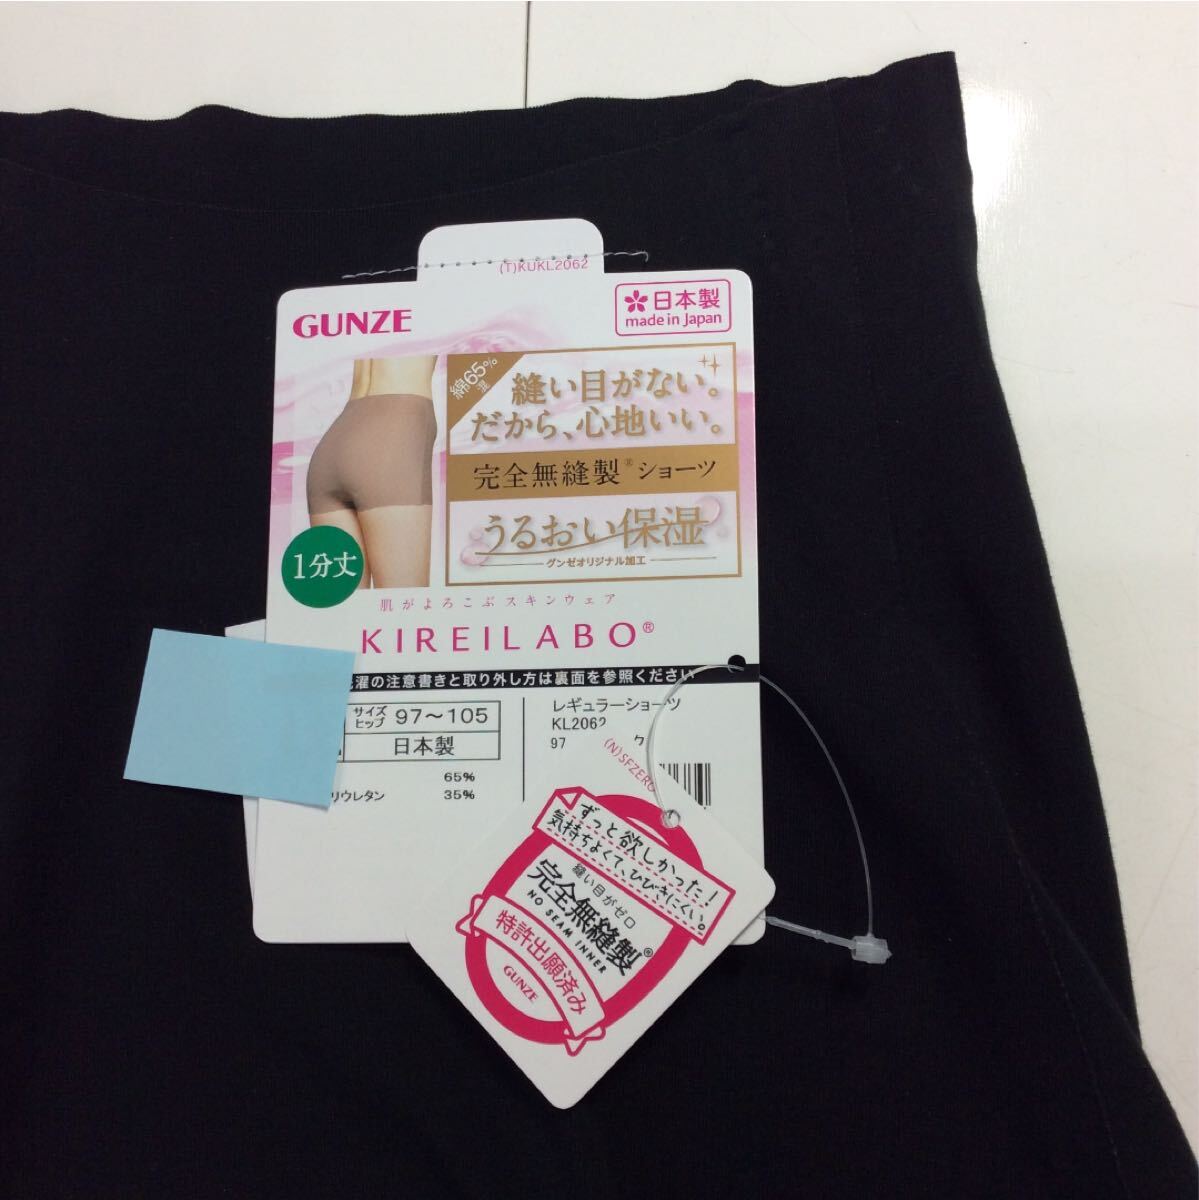 (T)KUKL2062
GUNZE
日本製
made in Japan
綿65%混
縫い目がない。
だから、心地いい。
完全無縫製®ショーツ
うるおい保湿
グンゼオリジナル加工
1分丈
肌がよろこぶスキンウェア
KIREILABO®
濯の注意書きと取り外し方は裏面を参照ください
サイズ
ヒップ 97〜105
日本製
65%
リウレタン 35%
レギュラーショーツ
KL2062
97 ク
(N)SFZERO
ずっと欲しかった!
気持ちよくて、ひびきにくい。
縫い目がゼロ
完全無縫製®
NO SEAM INNER
特許出願済み
GUNZE